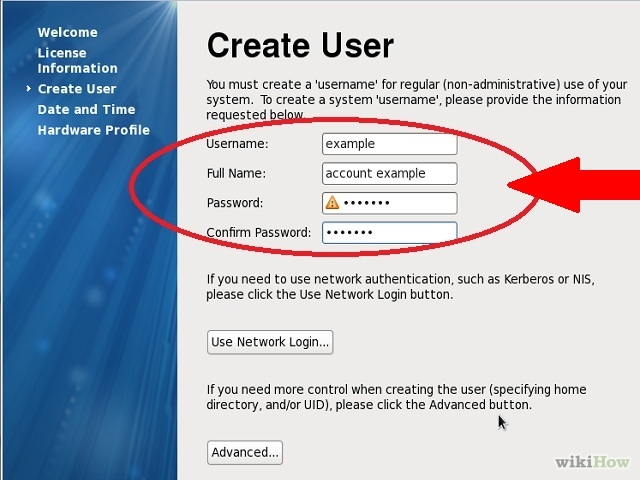 Welcome
License
Information
Create User
Date and Time
Hardware Profile
Create User
You must create a 'username' for regular (non-administrative) use of your
system.  To create a system 'username', please provide the information
requested below.
Username:
example
Full Name:
account example
Password:
•••••••
Confirm Password:
•••••••
If you need to use network authentication, such as Kerberos or NIS,
please click the Use Network Login button.
Use Network Login...
If you need more control when creating the user (specifying home
directory, and/or UID), please click the Advanced button.
Advanced...
wikiHow